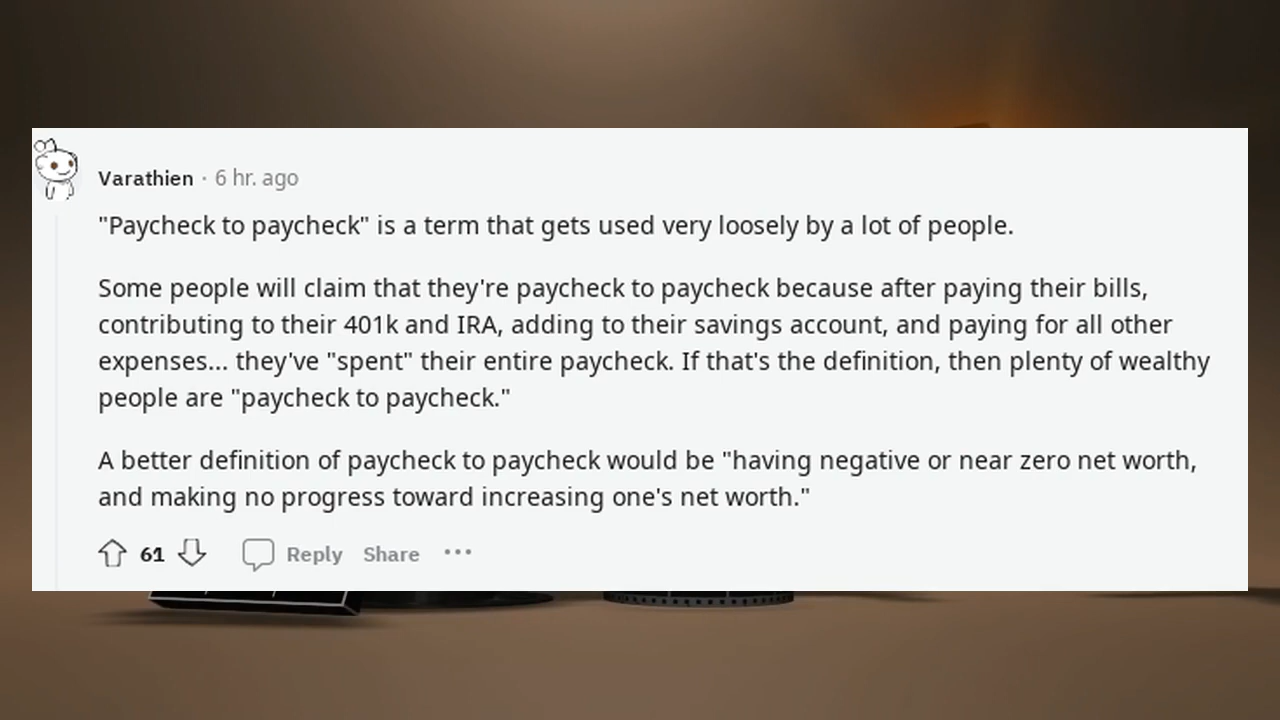 Varathien · 6 hr. ago
"Paycheck to paycheck" is a term that gets used very loosely by a lot of people.
Some people will claim that they're paycheck to paycheck because after paying their bills,
contributing to their 401k and IRA, adding to their savings account, and paying for all other
expenses... they've "spent" their entire paycheck. If that's the definition, then plenty of wealthy
people are "paycheck to paycheck."
A better definition of paycheck to paycheck would be "having negative or near zero net worth,
and making no progress toward increasing one's net worth."
61 Reply Share ···